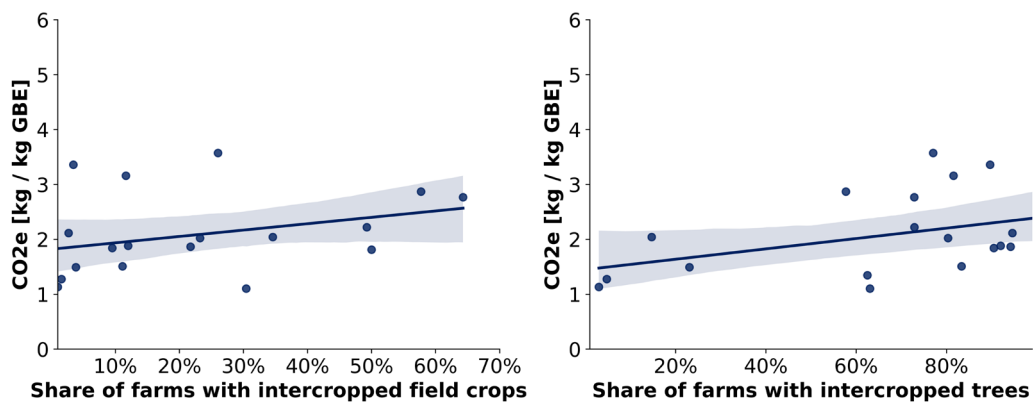 6
5
4
3
2
1
0
CO2e [kg / kg GBE]
10% 20% 30% 40% 50% 60% 70%
Share of farms with intercropped field crops
6
5
4
3
2
1
0
CO2e [kg / kg GBE]
20% 40% 60% 80%
Share of farms with intercropped trees